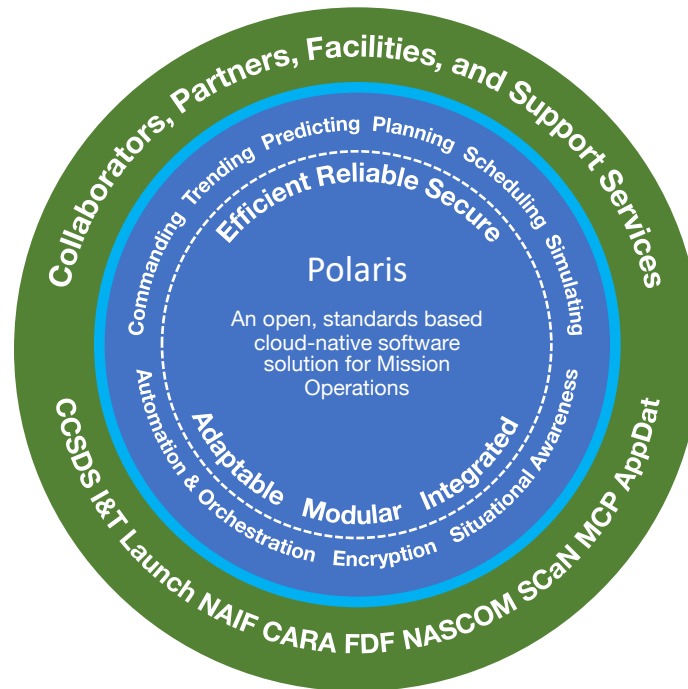 Collaborators, Partners, Facilities, and Support Services
Commanding Trending Predicting Planning Scheduling Simulating
Efficient Reliable Secure
Polaris
An open, standards based
cloud-native software
solution for Mission
Operations
Adaptable Modular Integrated
Automation & Orchestration Encryption Situational Awareness
CCSDS I&T Launch NAIF CARA FDF NASCOM SCaN MCP AppDat